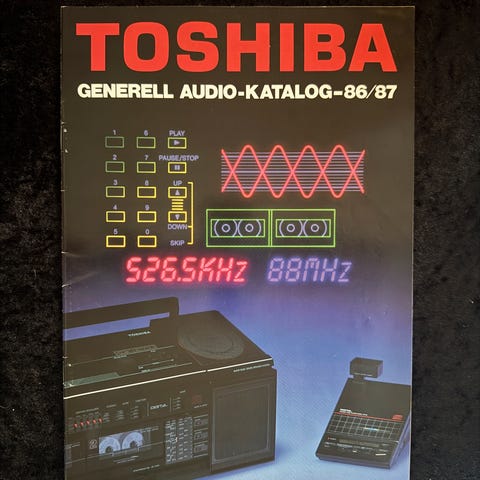 TOSHIBA
GENERELL AUDIO-KATALOG-86/87
1 6 PLAY
2 7 PAUSE/STOP
3 8 UP
4 9
DOWN
5 0 SKIP
526.5KHz 88MHz
TOSHIBA
DIGITAL